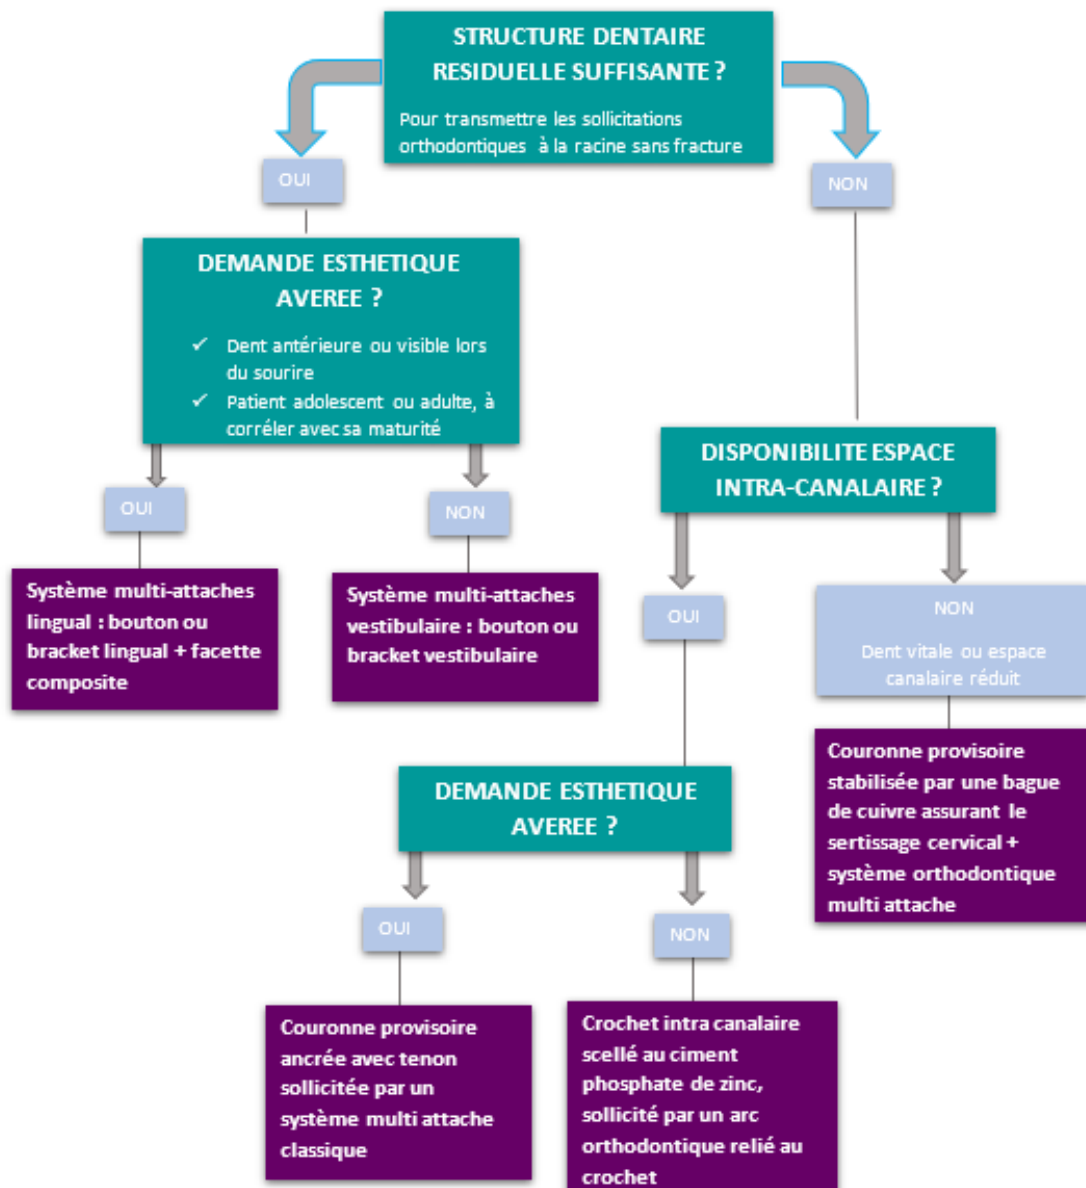 STRUCTURE DENTAIRE
RESIDUELLE SUFFISANTE ?
Pour transmettre les sollicitations
orthodontiques à la racine sans fracture
OUI
NON
DEMANDE ESTHETIQUE
AVEREE ?
✓ Dent antérieure ou visible lors
du sourire
✓ Patient adolescent ou adulte, à
corréler avec sa maturité
DISPONIBILITE ESPACE
INTRA-CANALAIRE ?
OUI
NON
Système multi-attaches
lingual : bouton ou
bracket lingual + facette
composite
Système multi-attaches
vestibulaire : bouton ou
bracket vestibulaire
OUI
NON
Dent vitale ou espace
canalaire réduit
Couronne provisoire
stabilisée par une bague
de cuivre assurant le
sertissage cervical +
système orthodontique
multi attache
DEMANDE ESTHETIQUE
AVEREE ?
OUI
NON
Couronne provisoire
ancrée avec tenon
sollicitée par un
système multi attache
classique
Crochet intra canalaire
scellé au ciment
phosphate de zinc,
sollicité par un arc
orthodontique relié au
crochet